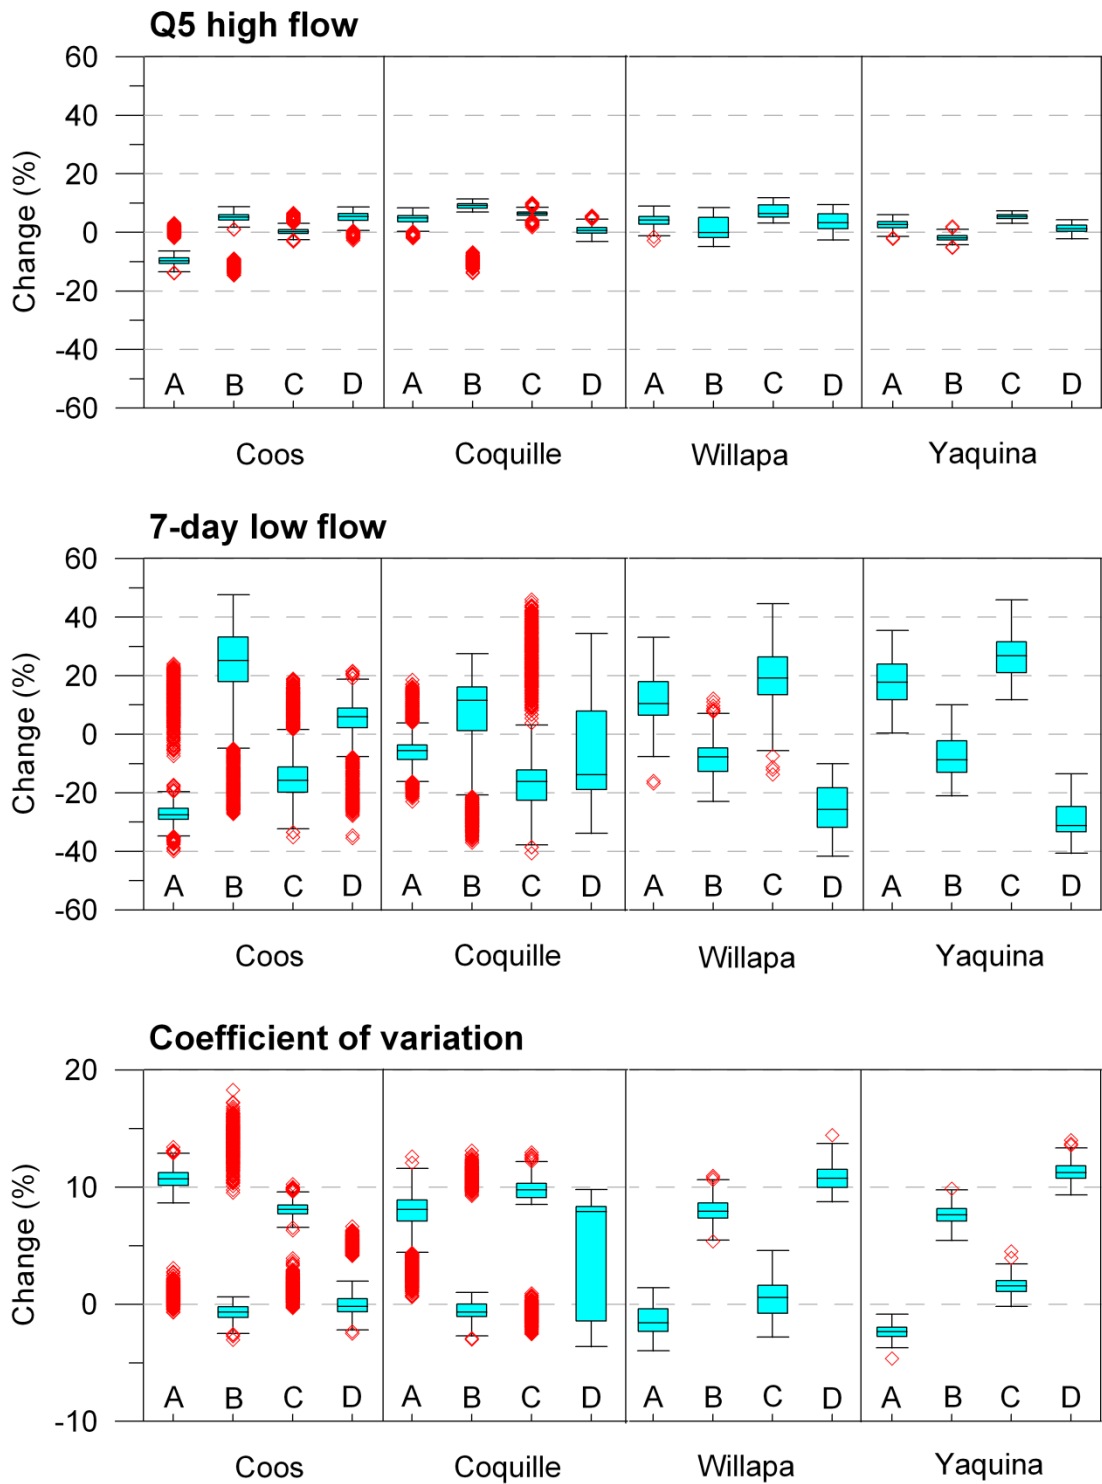 Q5 high flow
60
40
20
0
-20
-40
-60
Change (%)
A B C D A B C D A B C D A B C D
Coos Coquille Willapa Yaquina
7-day low flow
60
40
20
0
-20
-40
-60
Change (%)
A B C D A B C D A B C D A B C D
Coos Coquille Willapa Yaquina
Coefficient of variation
20
10
0
-10
Change (%)
A B C D A B C D A B C D A B C D
Coos Coquille Willapa Yaquina